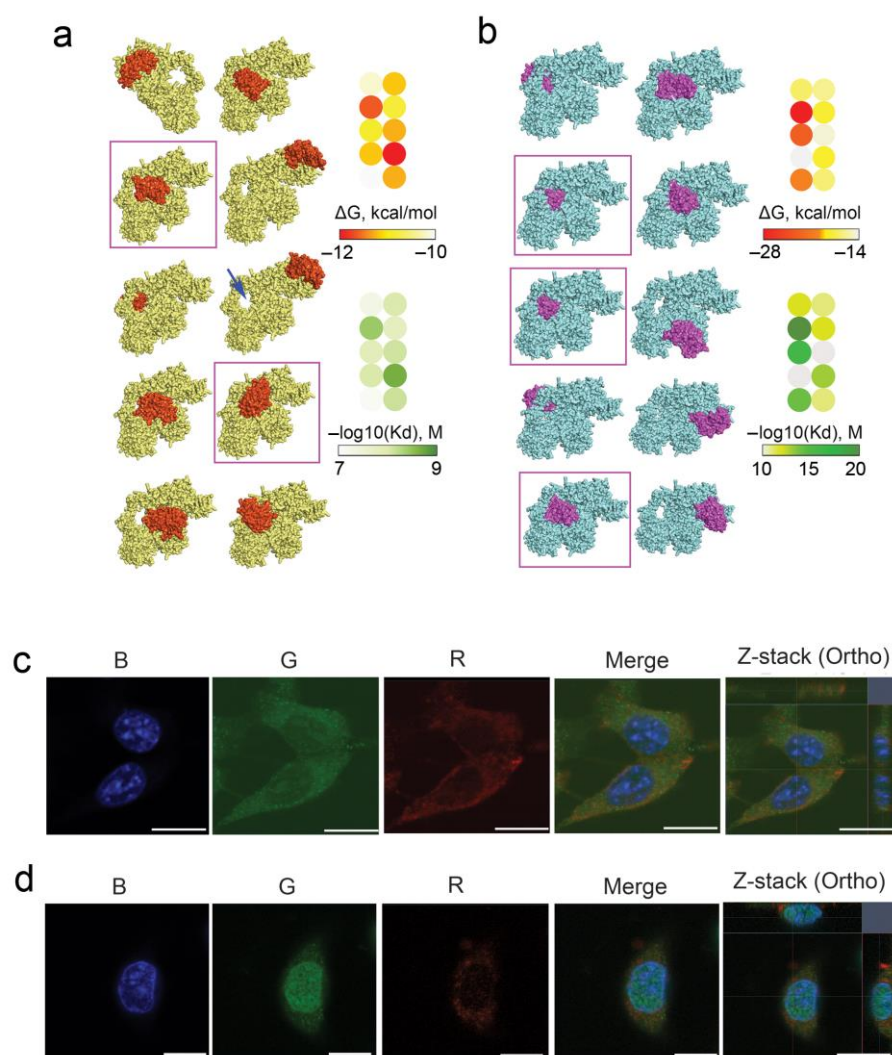 a
b
ΔG, kcal/mol
–12
–10
–log10(Kd), M
7
9
ΔG, kcal/mol
–28
–14
–log10(Kd), M
10
15
20
c
B
G
R
Merge
Z-stack (Ortho)
d
B
G
R
Merge
Z-stack (Ortho)